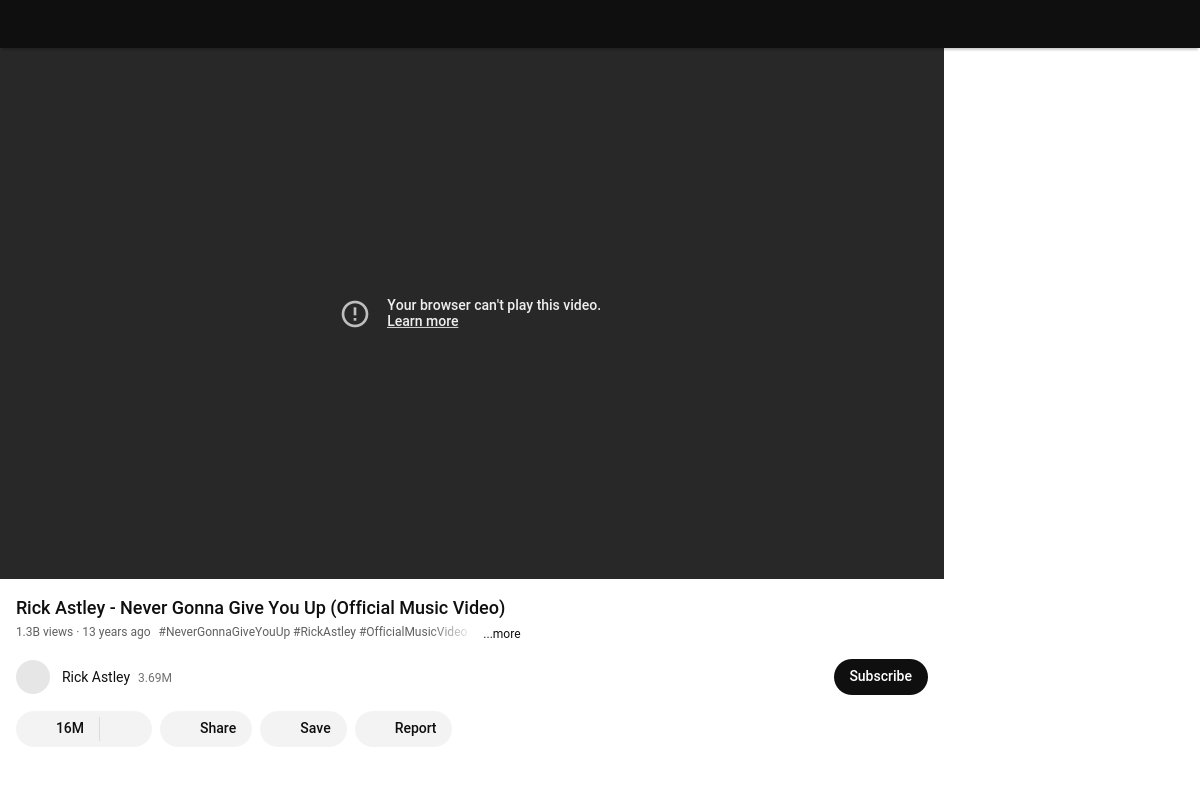 Your browser can't play this video.
Learn more
Rick Astley - Never Gonna Give You Up (Official Music Video)
1.3B views · 13 years ago #NeverGonnaGiveYouUp #RickAstley #OfficialMusicVideo ...more
Rick Astley 3.69M
Subscribe
16M Share Save Report